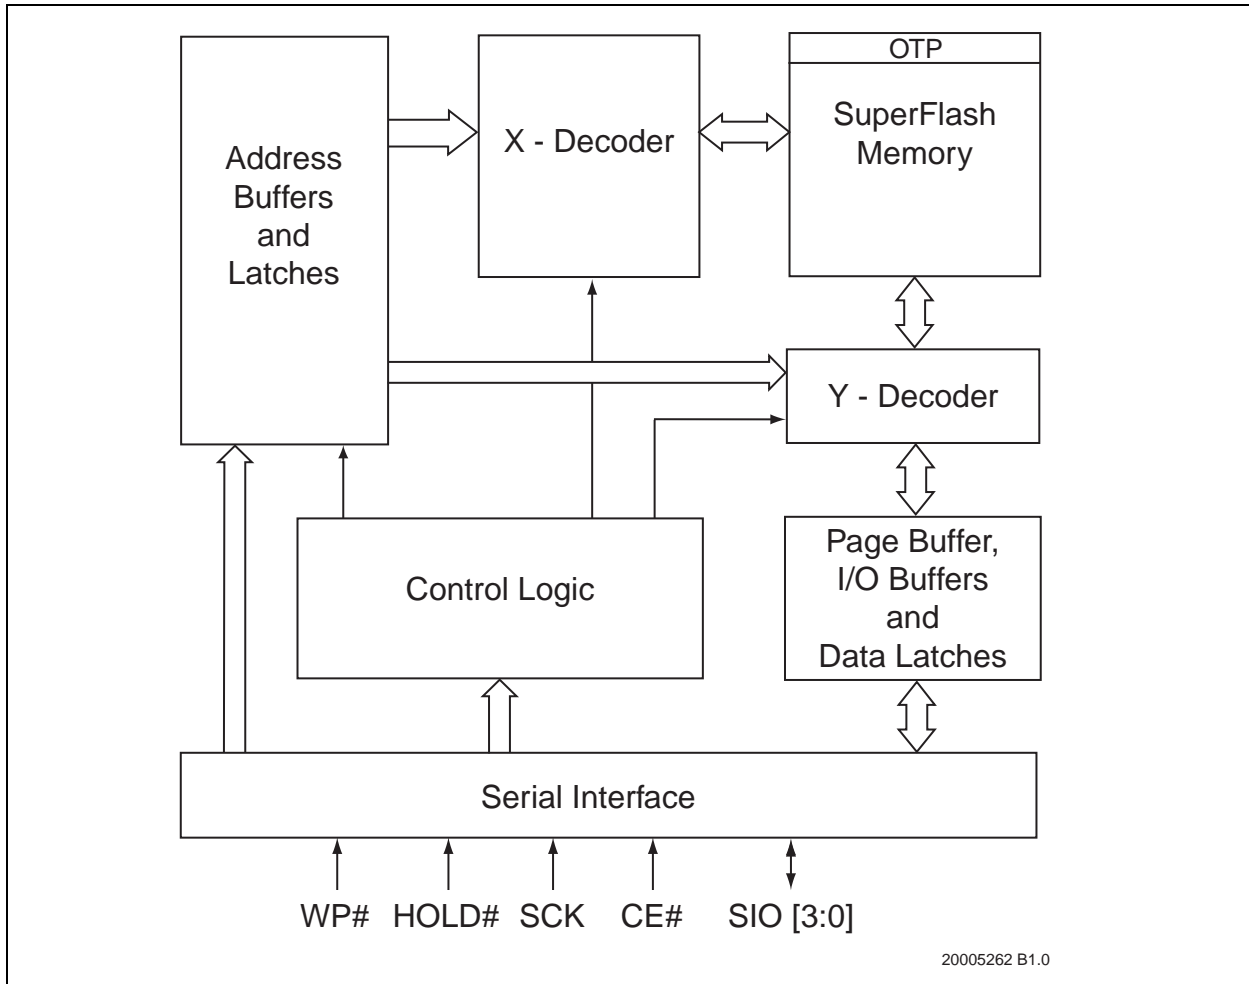 OTP
SuperFlash
Memory
X - Decoder
Address
Buffers
and
Latches
Y - Decoder
Control Logic
Page Buffer,
I/O Buffers
and
Data Latches
Serial Interface
WP# HOLD# SCK CE# SIO [3:0]
20005262 B1.0